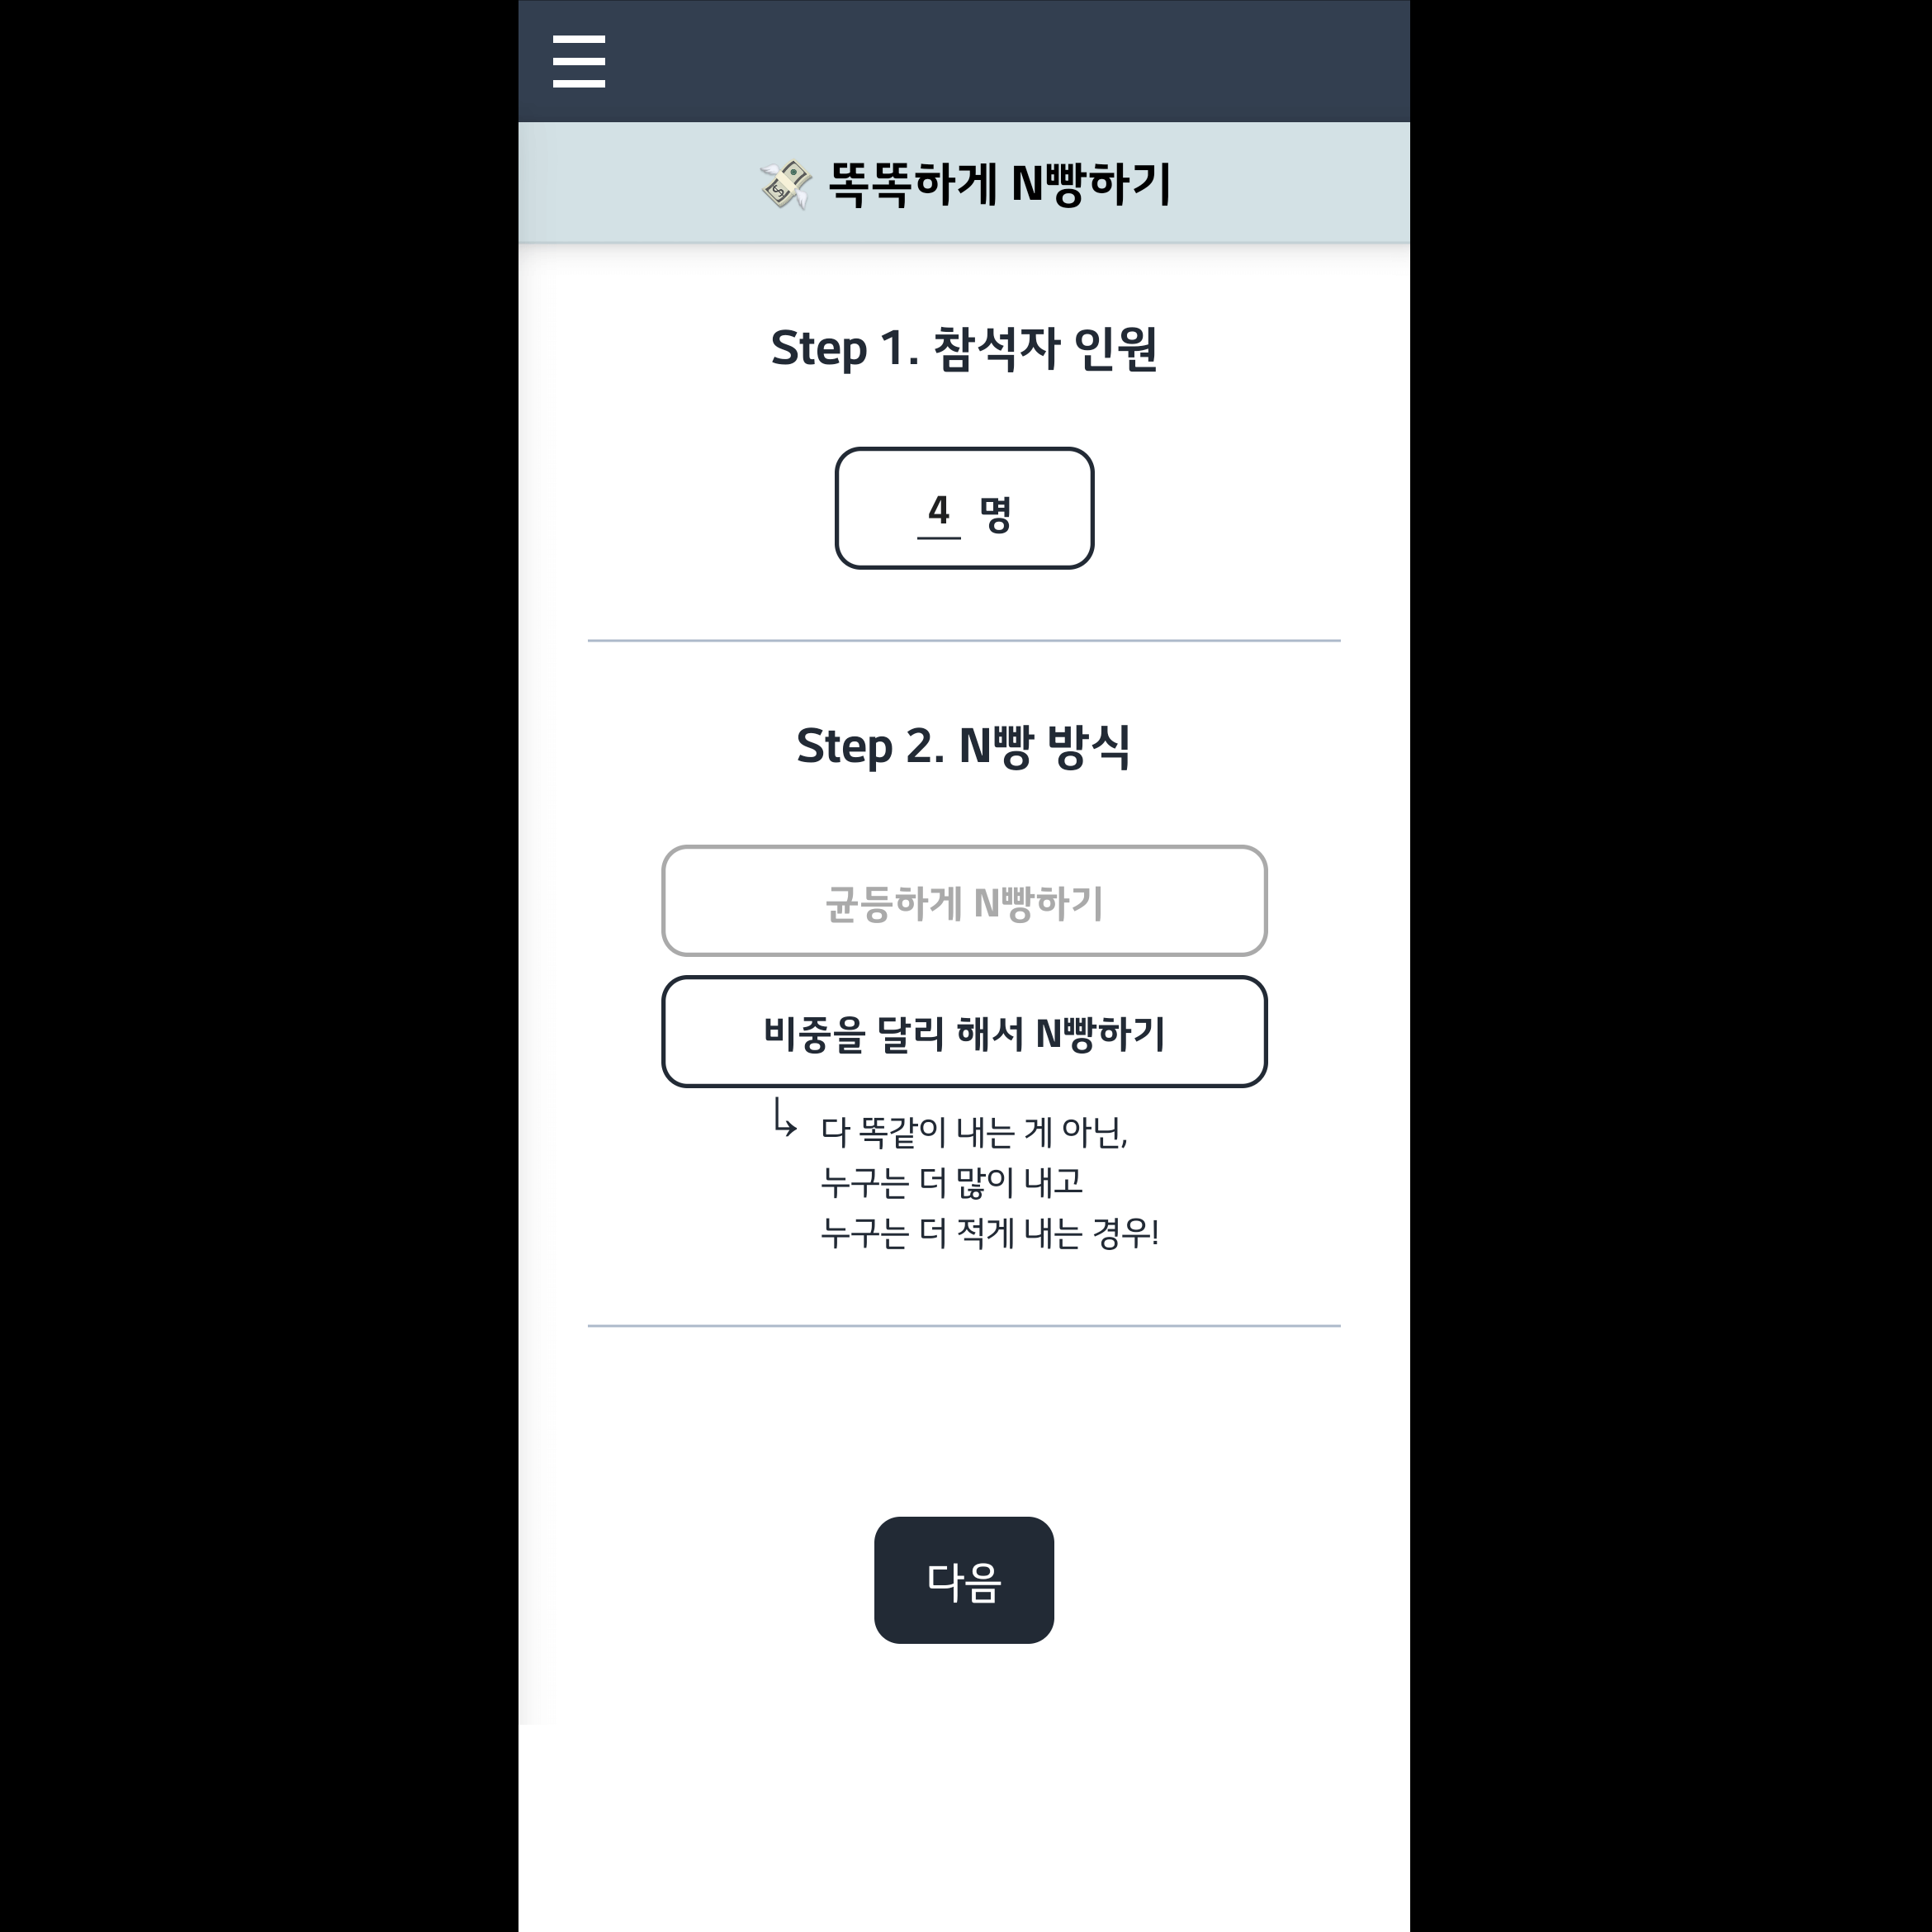 💸 똑똑하게 N빵하기
Step 1. 참석자 인원
4 명
Step 2. N빵 방식
균등하게 N빵하기
비중을 달리 해서 N빵하기
다 똑같이 내는 게 아닌,
누구는 더 많이 내고
누구는 더 적게 내는 경우!
다음